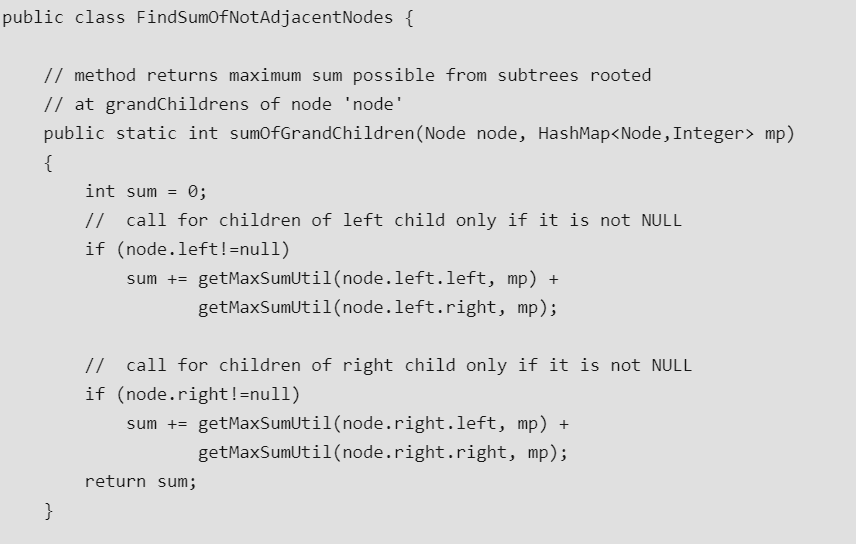 public class FindSumOfNotAdjacentNodes {
// method returns maximum sum possible from subtrees rooted
// at grandChildrens of node 'node'
public static int sumOfGrandChildren(Node node, HashMap<Node,Integer> mp)
{
int sum = 0;
//  call for children of left child only if it is not NULL
if (node.left!=null)
sum += getMaxSumUtil(node.left.left, mp) +
getMaxSumUtil(node.left.right, mp);
//  call for children of right child only if it is not NULL
if (node.right!=null)
sum += getMaxSumUtil(node.right.left, mp) +
getMaxSumUtil(node.right.right, mp);
return sum;
}